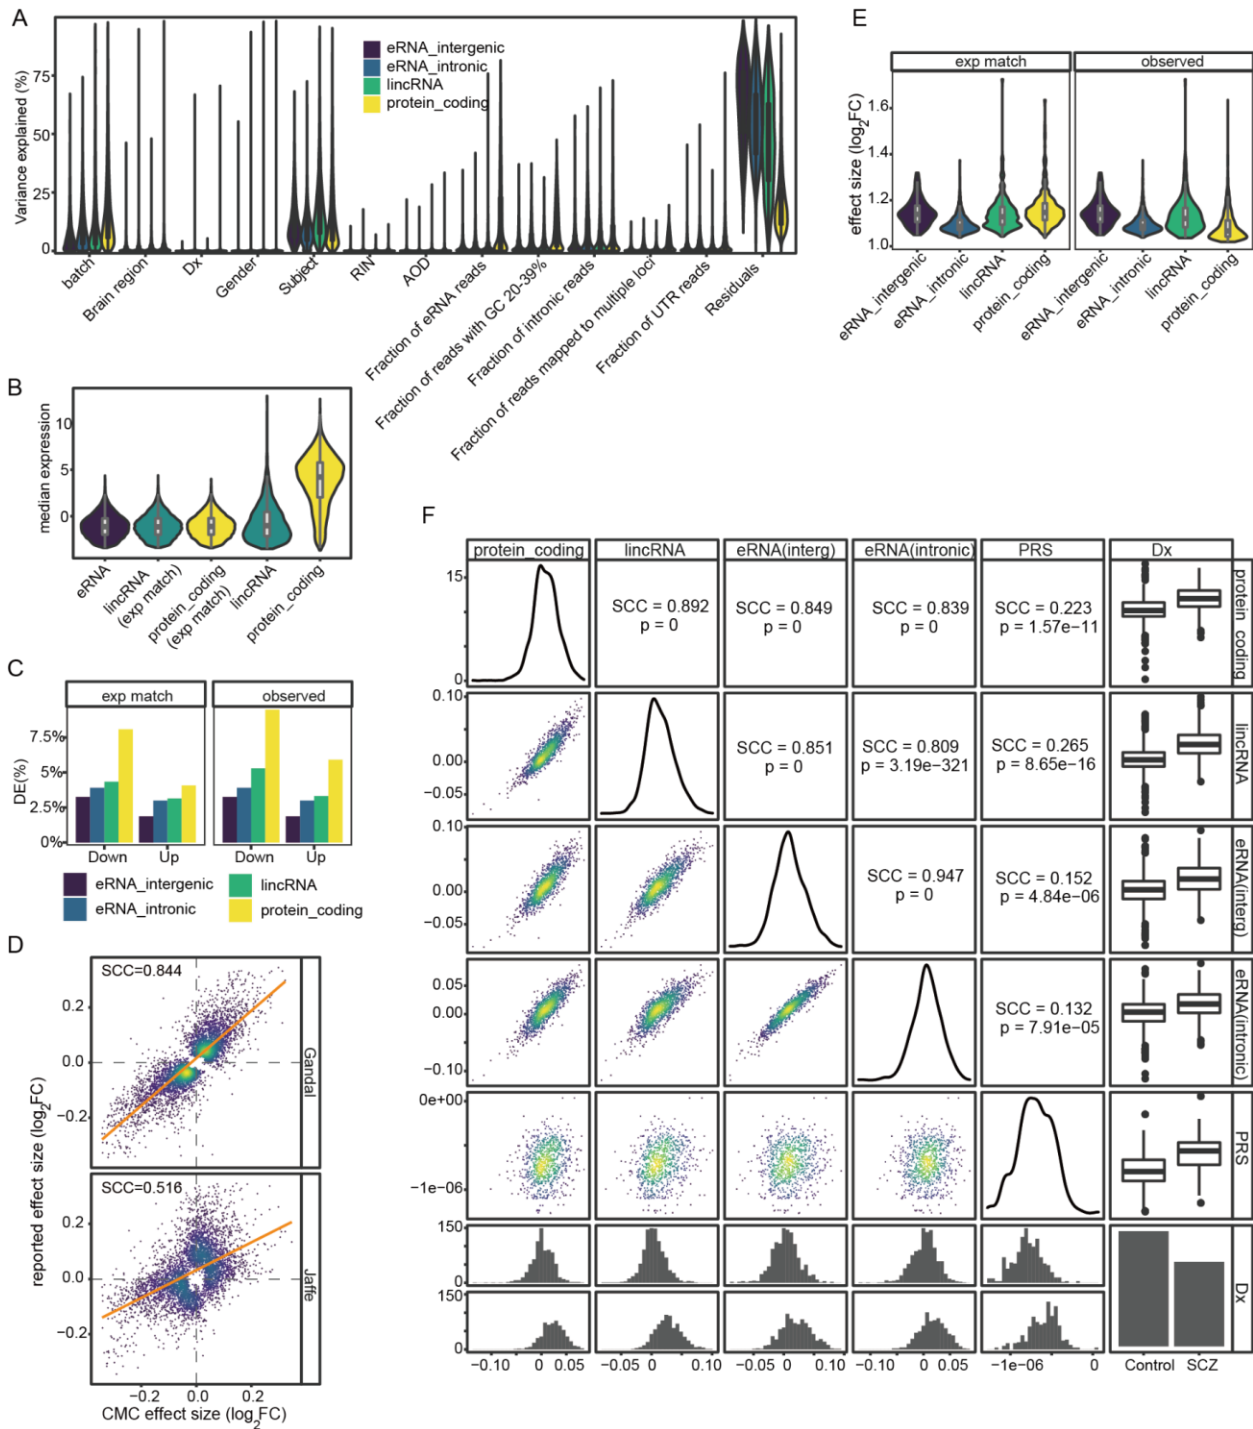 A
Variance explained (%)
75
50
25
0
eRNA_intergenic
eRNA_intronic
lincRNA
protein_coding
batch
Brain region
Dx
Gender
Subject
RIN
AOD
Fraction of eRNA reads
Fraction of reads with GC 20-39%
Fraction of intronic reads
Fraction of reads mapped to multiple loci
Fraction of UTR reads
Residuals
E
exp match
observed
effect size (log2FC)
1.6
1.4
1.2
1.0
eRNA_intergenic
eRNA_intronic
lincRNA
protein_coding
eRNA_intergenic
eRNA_intronic
lincRNA
protein_coding
B
median expression
10
5
0
eRNA
lincRNA
(exp match)
protein_coding
(exp match)
lincRNA
protein_coding
C
exp match
observed
DE(%)
7.5%
5%
2.5%
0%
Down
Up
Down
Up
eRNA_intergenic
lincRNA
eRNA_intronic
protein_coding
D
SCC=0.844
0.2
0.0
−0.2
Gandal
SCC=0.516
0.2
0.0
−0.2
Jaffe
reported effect size (log2FC)
−0.2
0.0
0.2
CMC effect size (log2FC)
F
protein_coding
lincRNA
eRNA(interg)
eRNA(intronic)
PRS
Dx
15
0
SCC = 0.892
p = 0
SCC = 0.849
p = 0
SCC = 0.839
p = 0
SCC = 0.223
p = 1.57e−11
protein_coding
0.10
0.00
−0.05
SCC = 0.851
p = 0
SCC = 0.809
p = 3.19e−321
SCC = 0.265
p = 8.65e−16
lincRNA
0.10
0.00
−0.05
SCC = 0.947
p = 0
SCC = 0.152
p = 4.84e−06
eRNA(interg)
0.05
0.00
−0.10
SCC = 0.132
p = 7.91e−05
eRNA(intronic)
0e+00
−1e−06
PRS
150
0
150
0
Dx
−0.10
0
0.05
−0.05
0
0.10
−0.05
0
0.10
−0.10
0
0.05
−1e−06
0
Control
SCZ